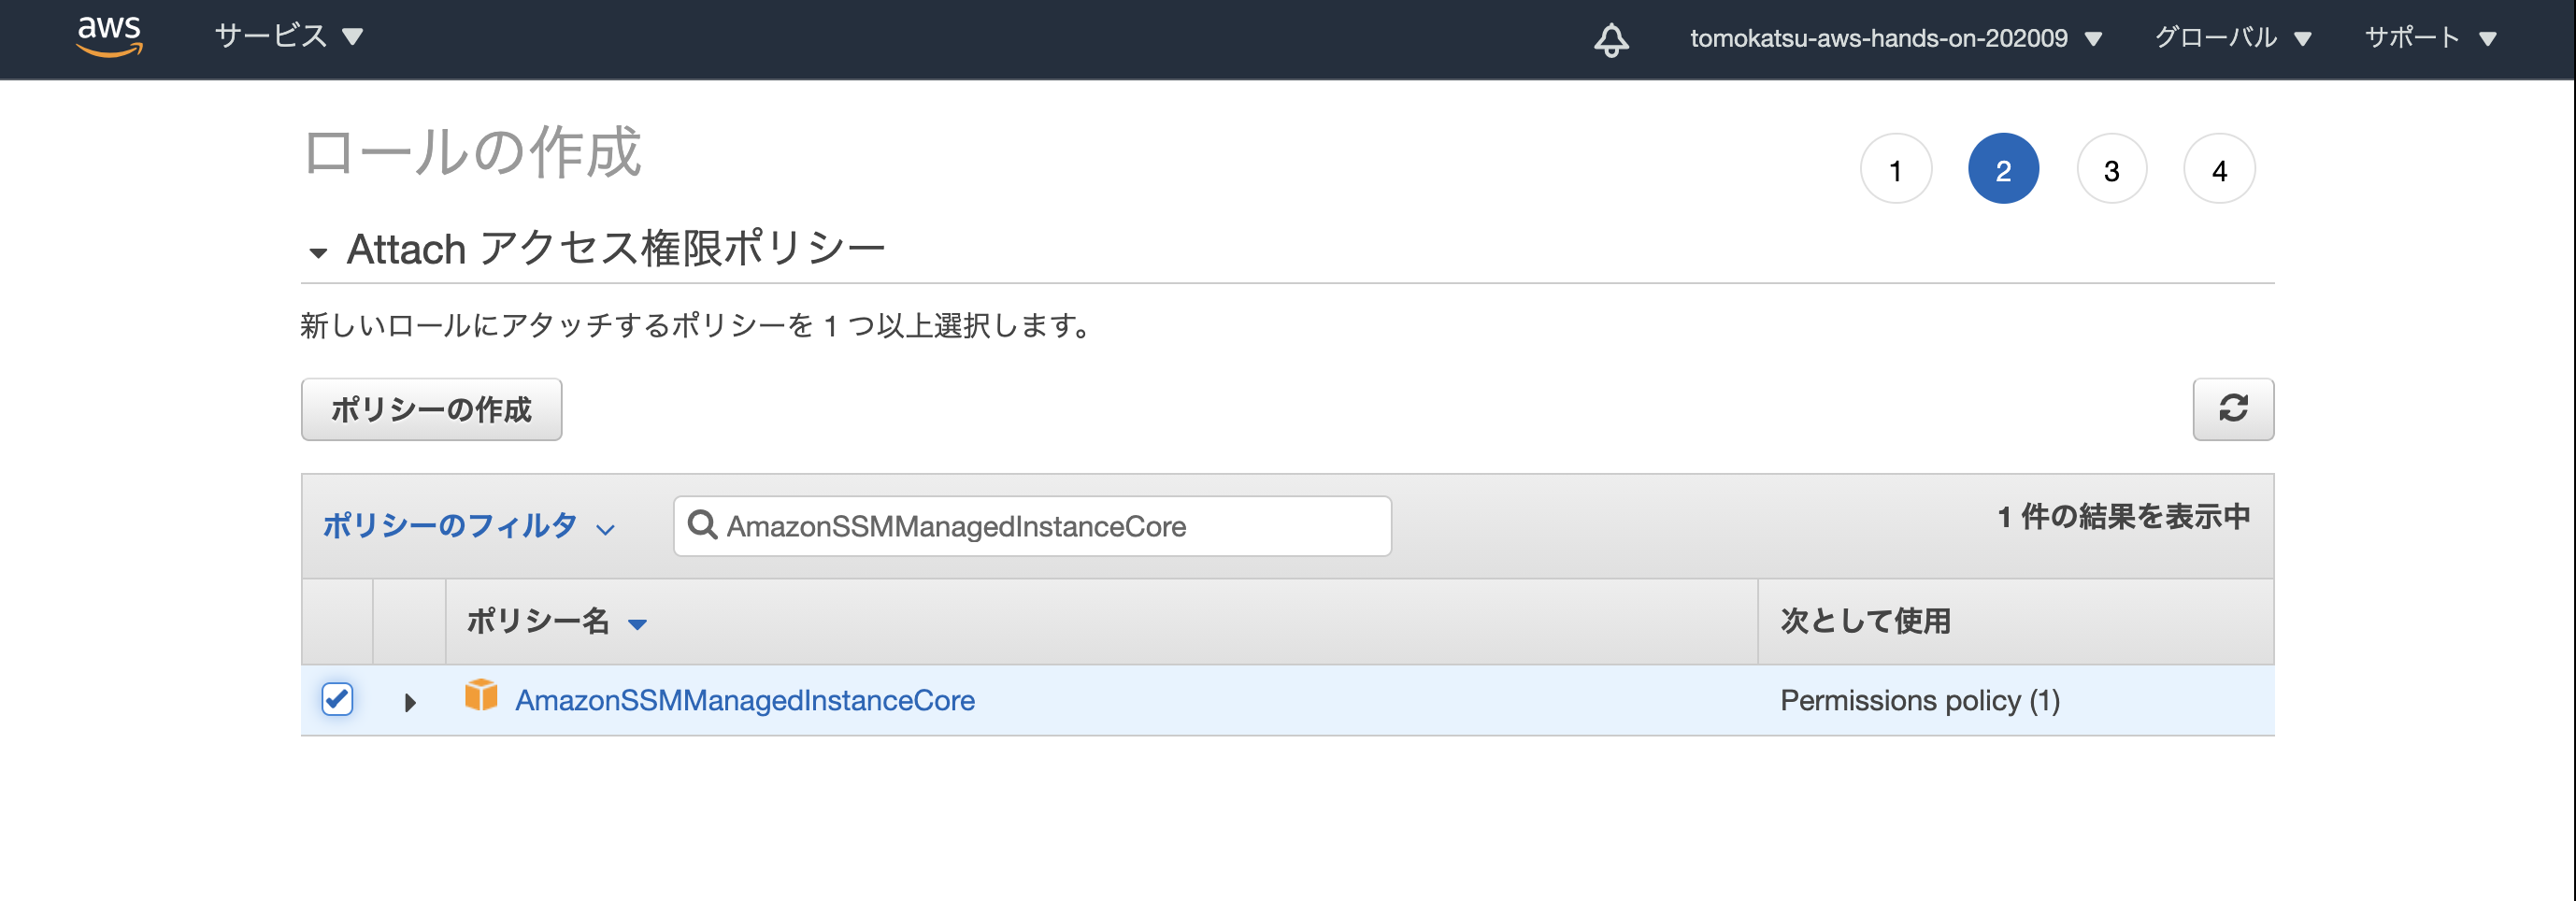 aws サービス tomokatsu-aws-hands-on-202009 グローバル サポート
ロールの作成
1 2 3 4
Attach アクセス権限ポリシー
新しいロールにアタッチするポリシーを 1 つ以上選択します。
ポリシーの作成
ポリシーのフィルタ AmazonSSMManagedInstanceCore 1 件の結果を表示中
ポリシー名 次として使用
AmazonSSMManagedInstanceCore Permissions policy (1)